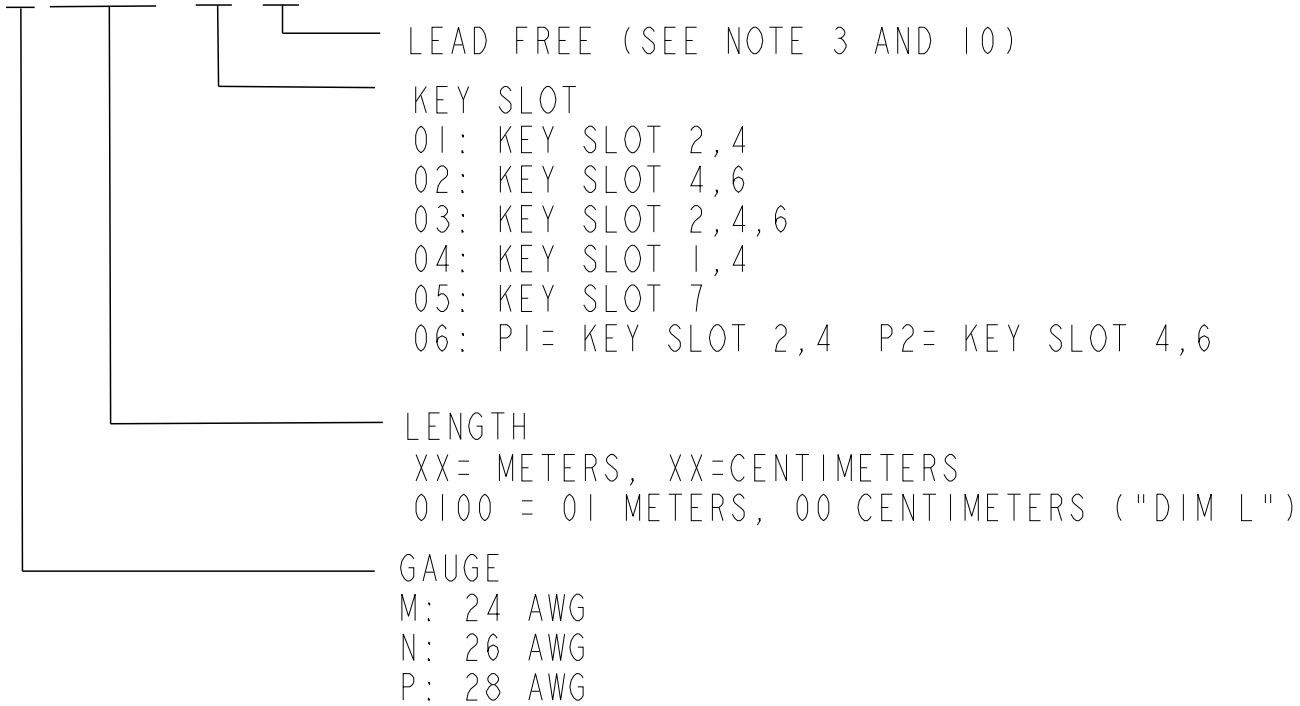 LEAD FREE (SEE NOTE 3 AND 10)
KEY SLOT
01: KEY SLOT 2,4
02: KEY SLOT 4,6
03: KEY SLOT 2,4,6
04: KEY SLOT 1,4
05: KEY SLOT 7
06: P1= KEY SLOT 2,4 P2= KEY SLOT 4,6
LENGTH
XX= METERS, XX=CENTIMETERS
0100 = 01 METERS, 00 CENTIMETERS ("DIM L")
GAUGE
M: 24 AWG
N: 26 AWG
P: 28 AWG